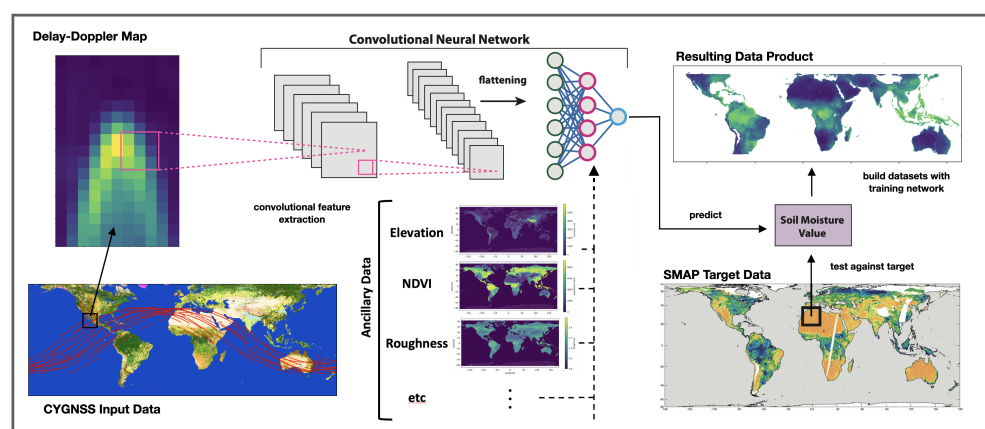 Delay-Doppler Map
Convolutional Neural Network
flattening
Resulting Data Product
convolutional feature
extraction
build datasets with
training network
predict
Soil Moisture
Value
Ancillary Data
Elevation
NDVI
Roughness
etc
SMAP Target Data
test against target
CYGNSS Input Data